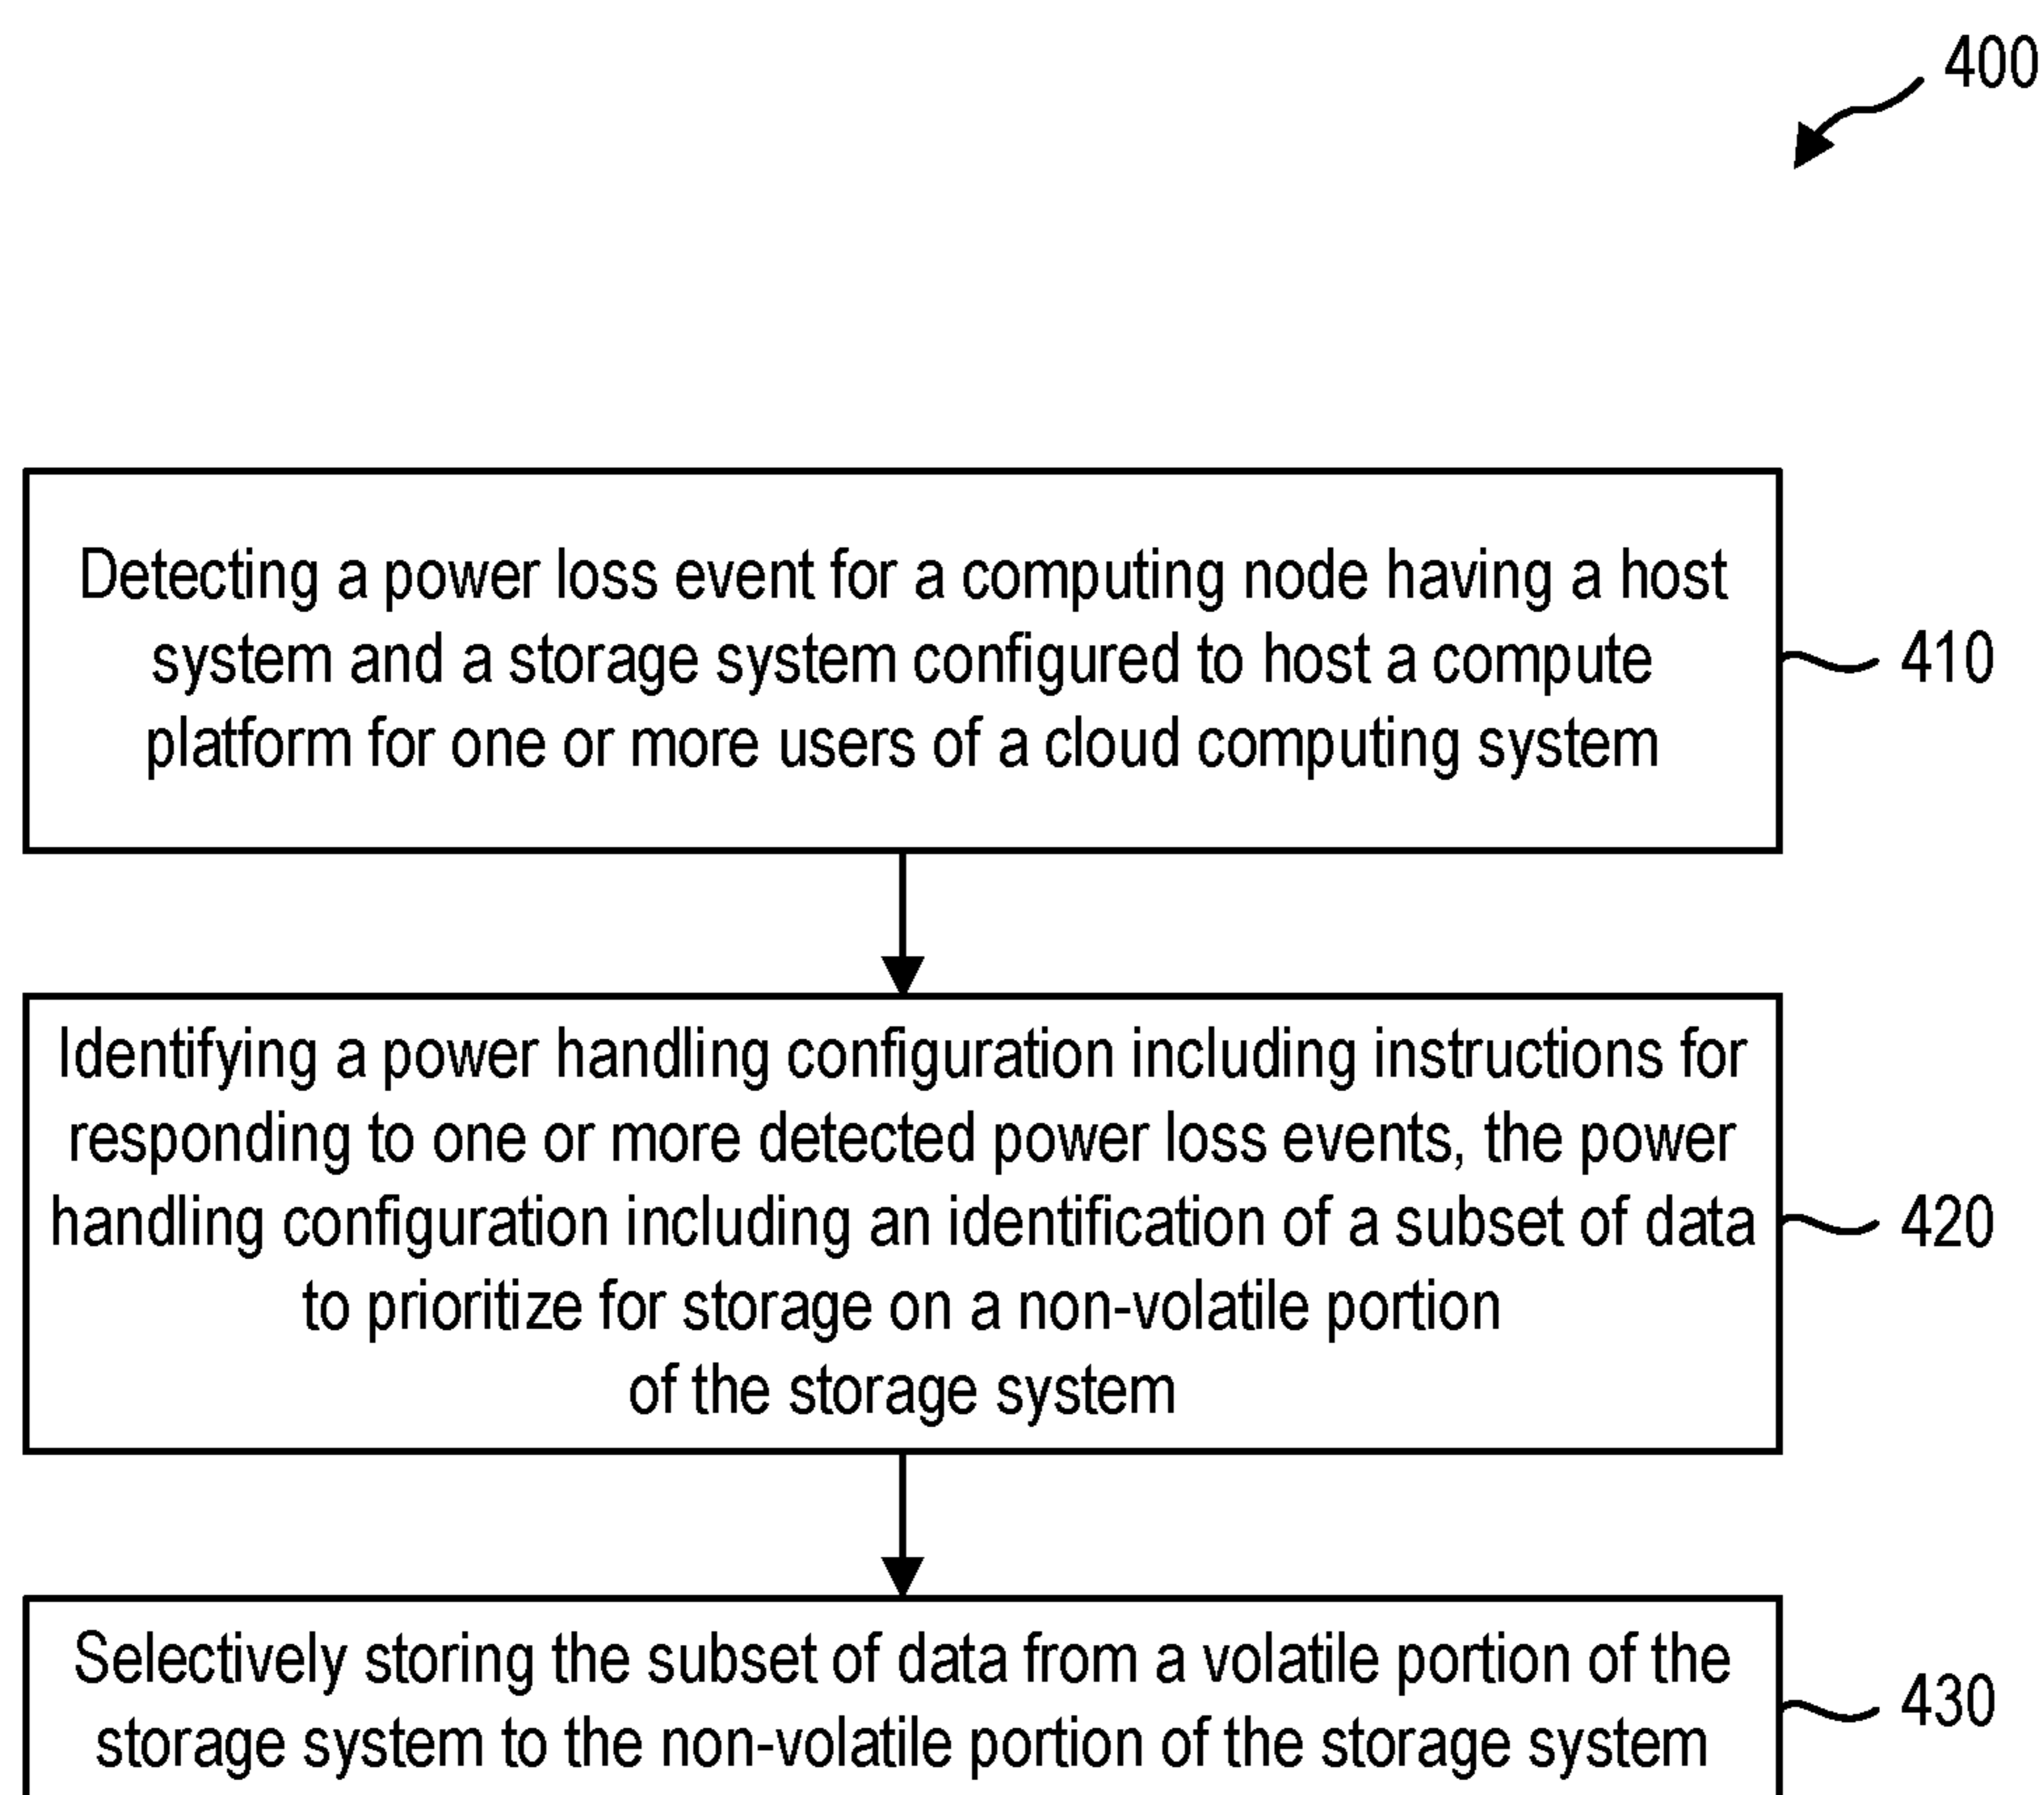 400
Detecting a power loss event for a computing node having a host
system and a storage system configured to host a compute
platform for one or more users of a cloud computing system
410
Identifying a power handling configuration including instructions for
responding to one or more detected power loss events, the power
handling configuration including an identification of a subset of data
to prioritize for storage on a non-volatile portion
of the storage system
420
Selectively storing the subset of data from a volatile portion of the
storage system to the non-volatile portion of the storage system
430